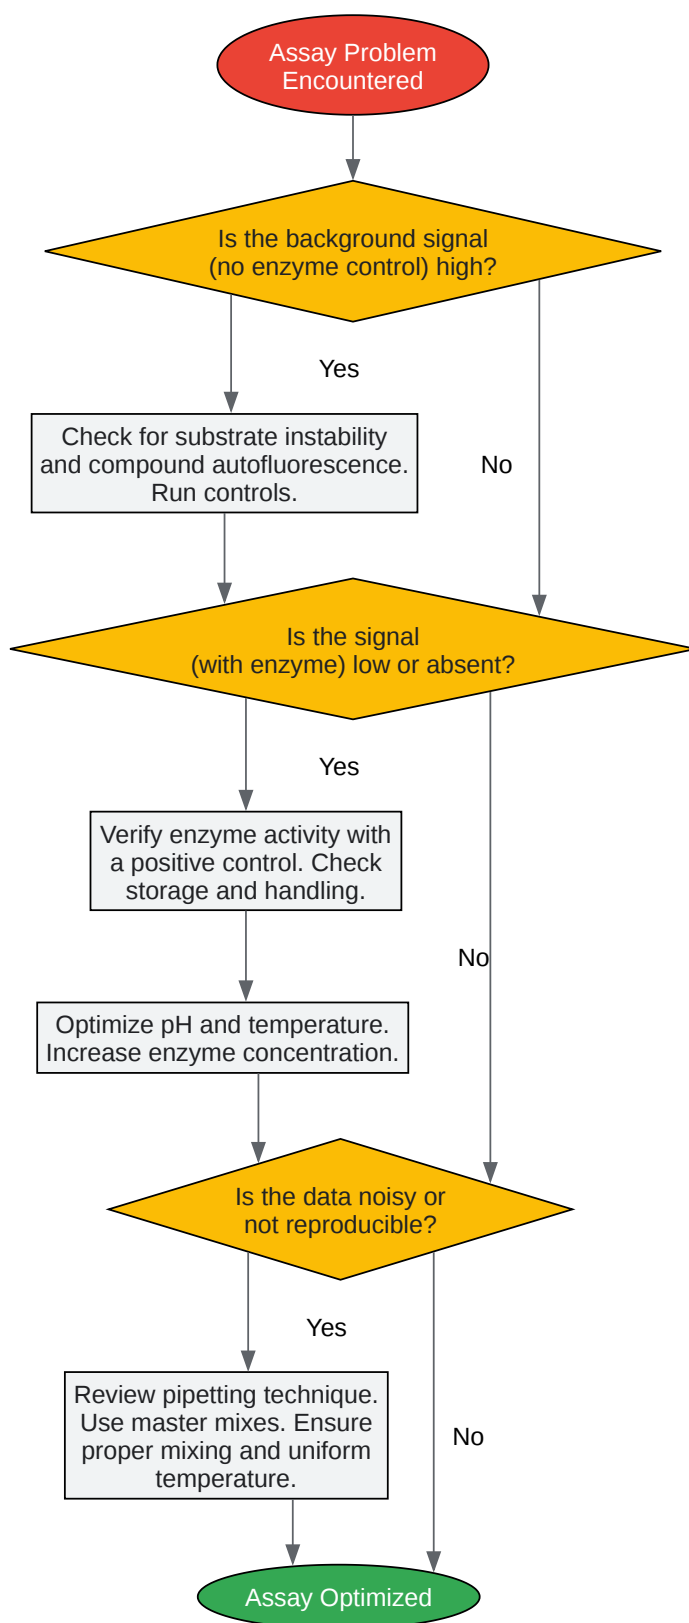 Assay Problem
Encountered
Is the background signal
(no enzyme control) high?
Yes
Check for substrate instability
and compound autofluorescence.
Run controls.
No
Is the signal
(with enzyme) low or absent?
Yes
Verify enzyme activity with
a positive control. Check
storage and handling.
No
Optimize pH and temperature.
Increase enzyme concentration.
Is the data noisy or
not reproducible?
Yes
Review pipetting technique.
Use master mixes. Ensure
proper mixing and uniform
temperature.
No
Assay Optimized